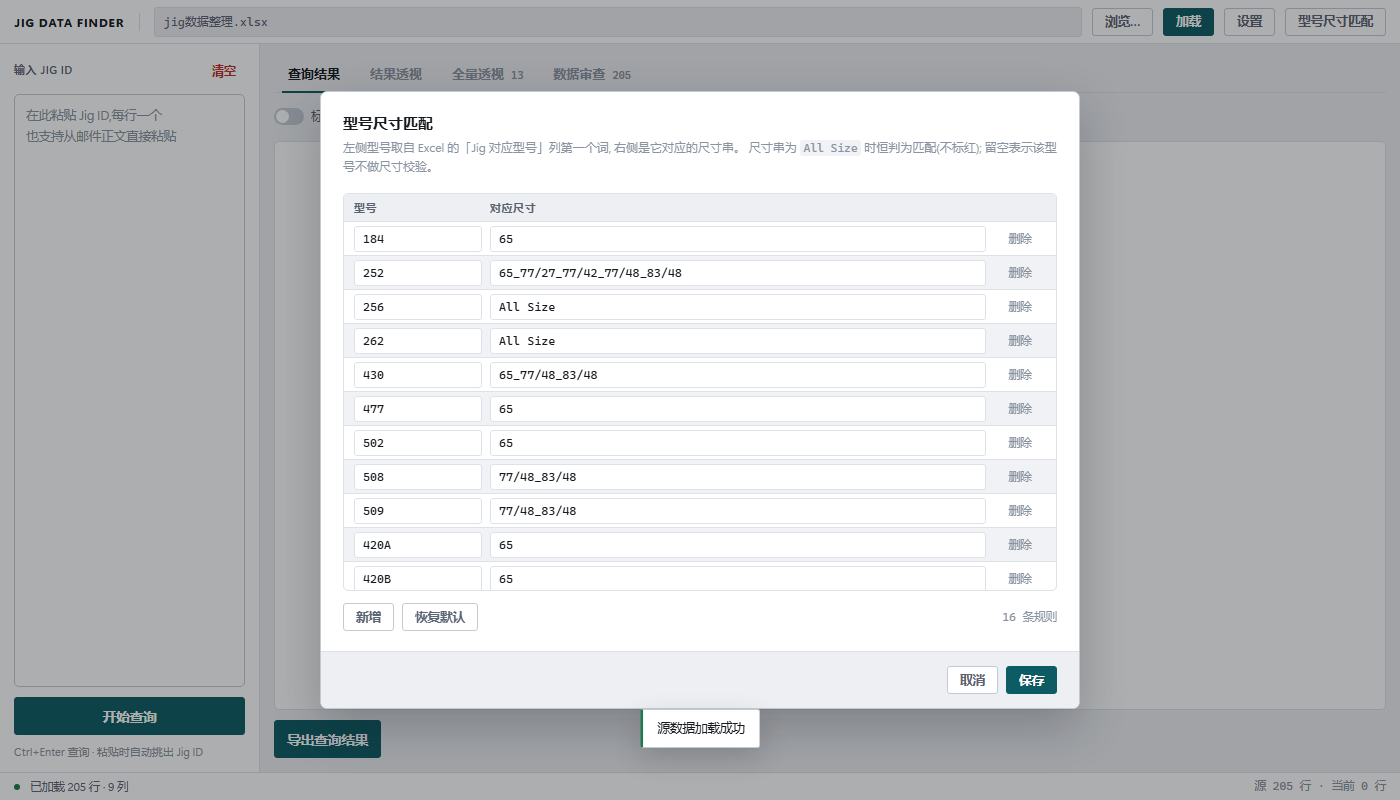 JIG DATA FINDER
jig数据整理.xlsx
浏览...
加载
设置
型号尺寸匹配
输入 JIG ID
清空
在此粘贴 Jig ID,每行一个
也支持从邮件正文直接粘贴
开始查询
Ctrl+Enter 查询 · 粘贴时自动挑出 Jig ID
查询结果
结果透视
全量透视 13
数据审查 205
标
型号尺寸匹配
左侧型号取自 Excel 的「Jig 对应型号」列第一个词, 右侧是它对应的尺寸串。 尺寸串为 All Size 时恒判为匹配(不标红); 留空表示该型
号不做尺寸校验。
型号 对应尺寸
184 65 删除
252 65_77/27_77/42_77/48_83/48 删除
256 All Size 删除
262 All Size 删除
430 65_77/48_83/48 删除
477 65 删除
502 65 删除
508 77/48_83/48 删除
509 77/48_83/48 删除
420A 65 删除
420B 65 删除
新增
恢复默认
16 条规则
取消
保存
源数据加载成功
导出查询结果
已加载 205 行 · 9 列
源 205 行 · 当前 0 行